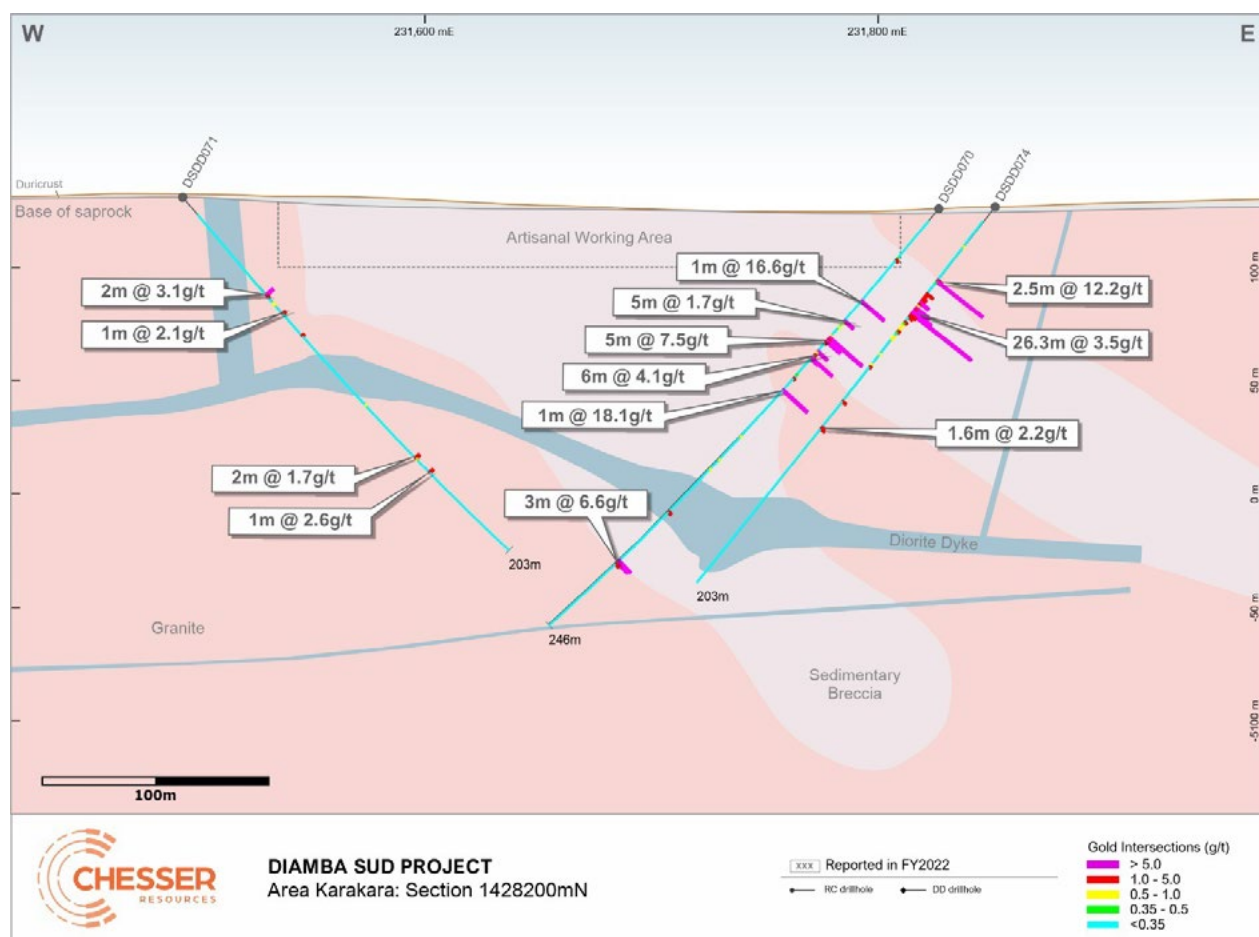 W
231,600 mE
231,800 mE
E
DSDD071
DSDD070
DSDD074
Duricrust
Base of saprock
Artisanal Working Area
1m @ 16.6g/t
100 m
2m @ 3.1g/t
2.5m @ 12.2g/t
5m @ 1.7g/t
1m @ 2.1g/t
5m @ 7.5g/t
26.3m @ 3.5g/t
6m @ 4.1g/t
50 m
1m @ 18.1g/t
1.6m @ 2.2g/t
2m @ 1.7g/t
3m @ 6.6g/t
0 m
1m @ 2.6g/t
Diorite Dyke
203m
203m
-50 m
Granite
246m
Sedimentary
Breccia
-5100 m
100m
CHESSER
RESOURCES
DIAMBA SUD PROJECT
Area Karakara: Section 1428200mN
xxx Reported in FY2022
RC drillhole
DD drillhole
Gold Intersections (g/t)
> 5.0
1.0 - 5.0
0.5 - 1.0
0.35 - 0.5
<0.35